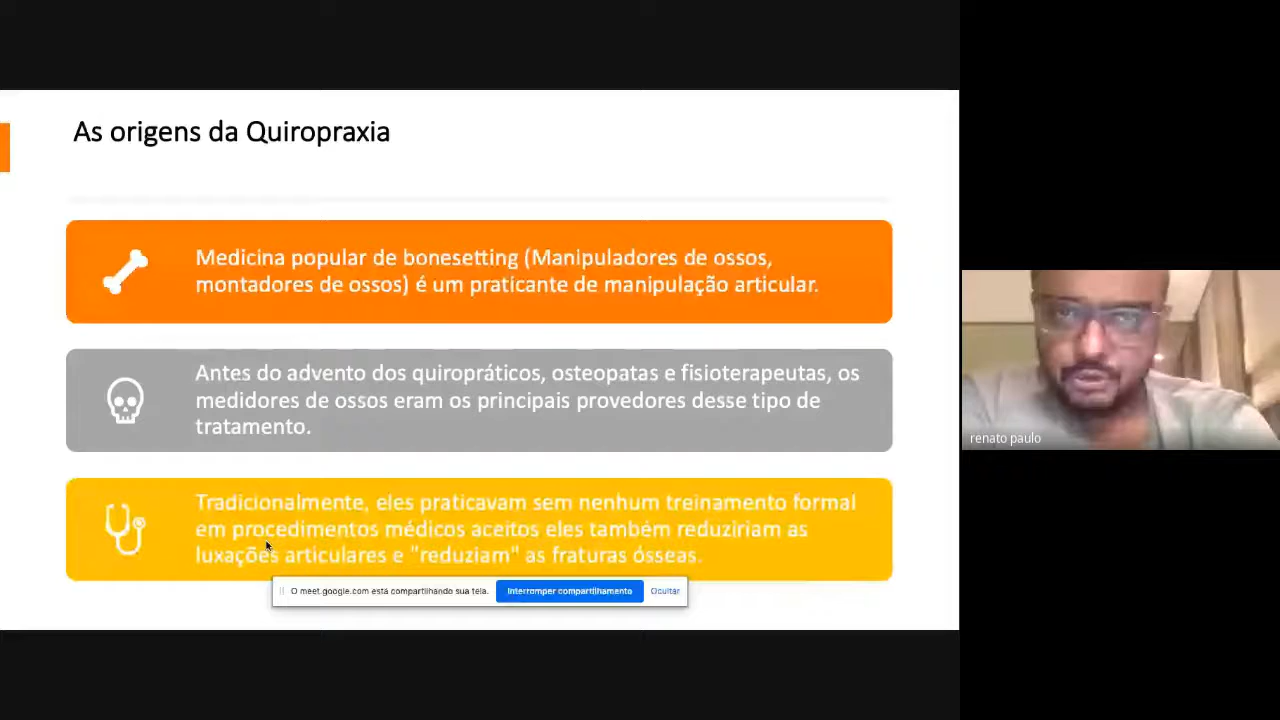 As origens da Quiropraxia
Medicina popular de bonesetting (Manipuladores de ossos,
montadores de ossos) é um praticante de manipulação articular.
Antes do advento dos quiropráticos, osteopatas e fisioterapeutas, os
medidores de ossos eram os principais provedores desse tipo de
tratamento.
Tradicionalmente, eles praticavam sem nenhum treinamento formal
em procedimentos médicos aceitos eles também reduziriam as
luxações articulares e "reduziam" as fraturas ósseas.
O meet.google.com está compartilhando sua tela.
Interromper compartilhamento
Ocultar
renato paulo